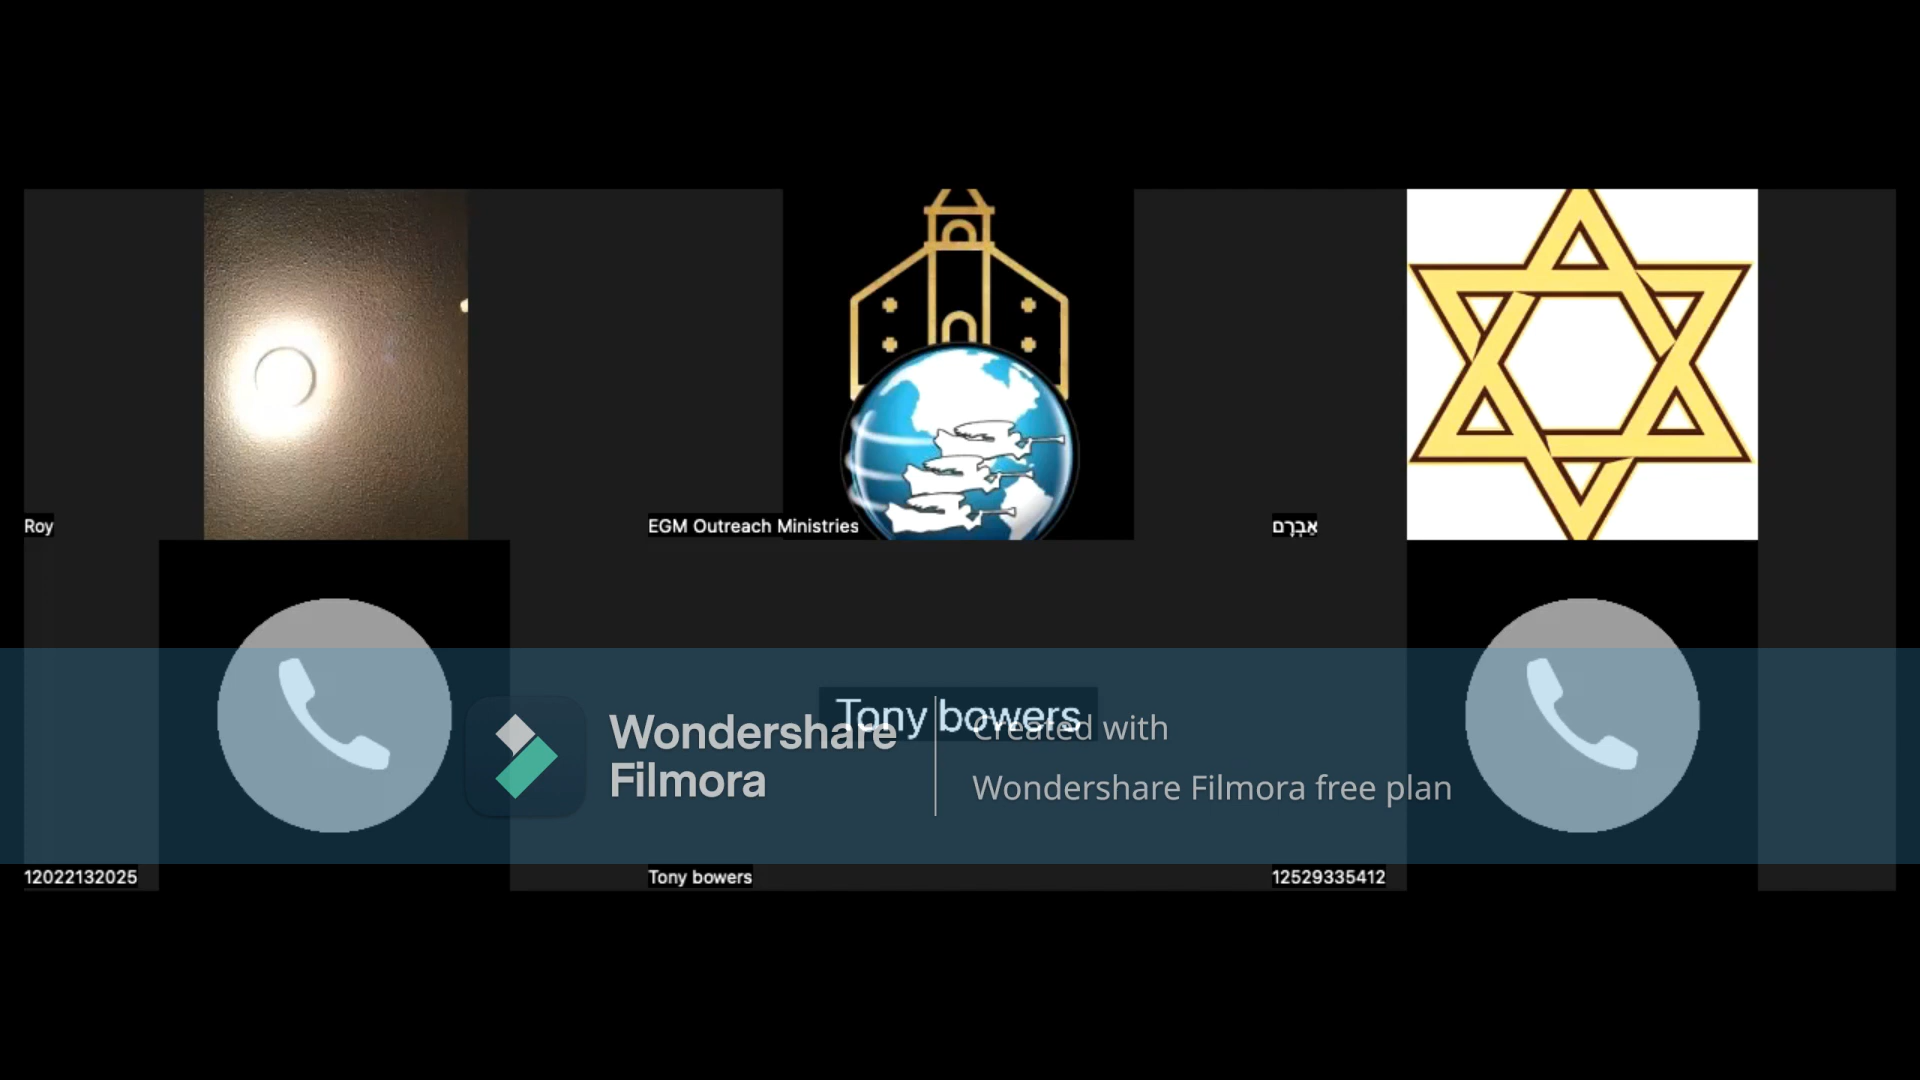 Roy
EGM Outreach Ministries
אַבְרָם
Tony bowers
Wondershare
Filmora
Created with
Wondershare Filmora free plan
12022132025
Tony bowers
12529335412